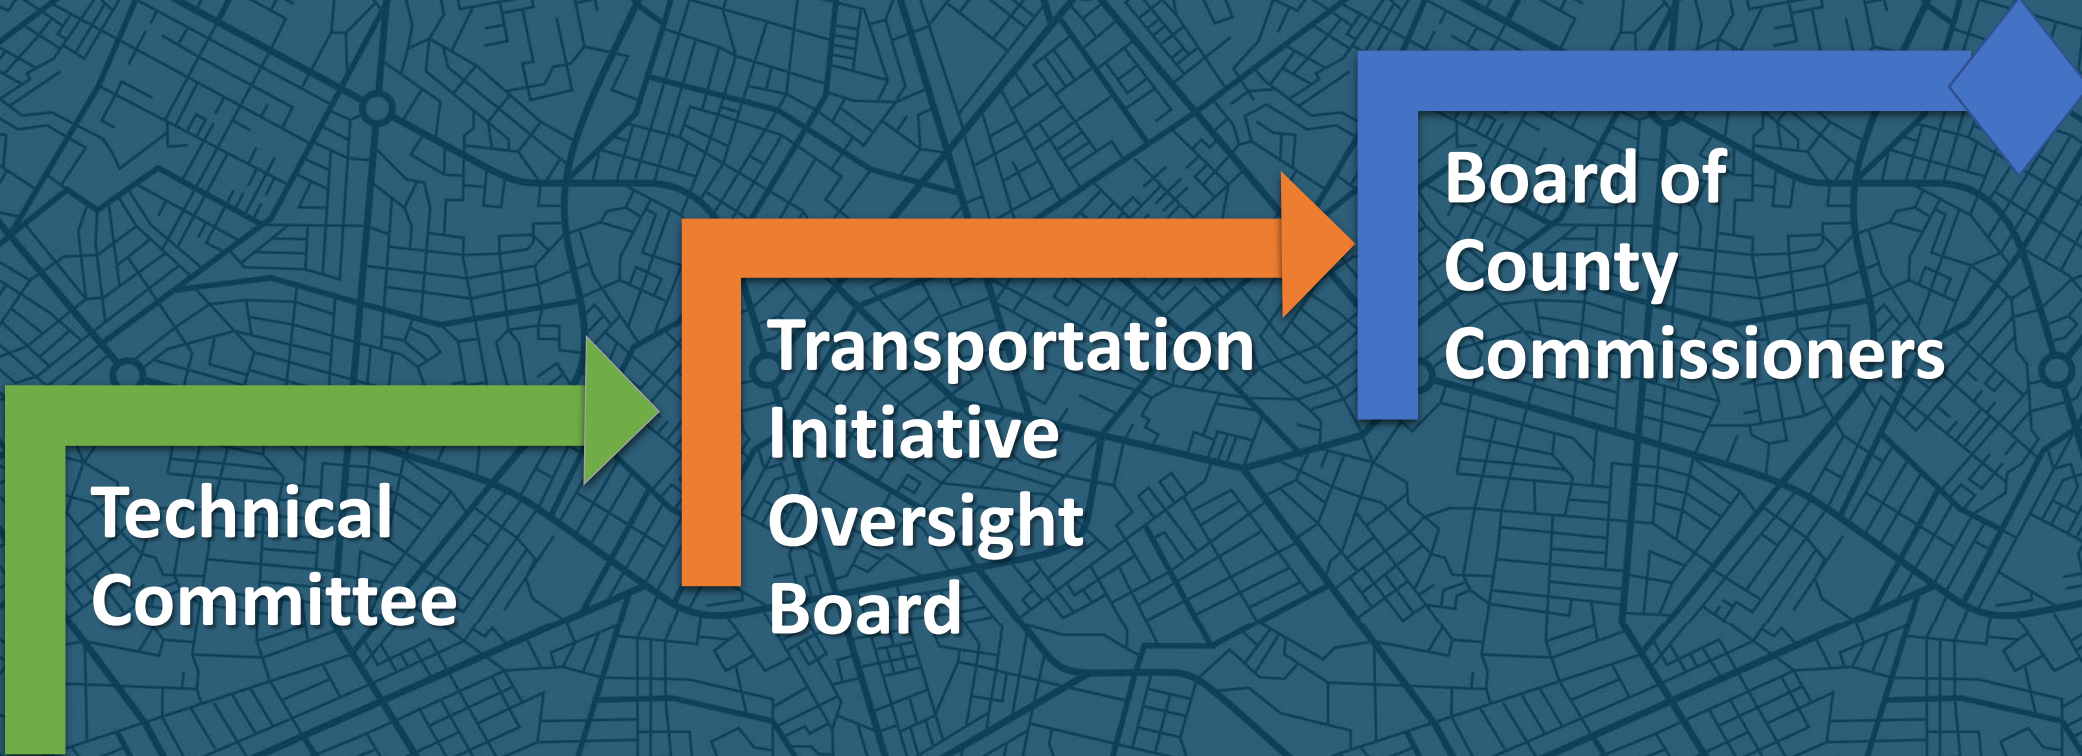 Technical
Committee
Transportation
Initiative
Oversight
Board
Board of
County
Commissioners